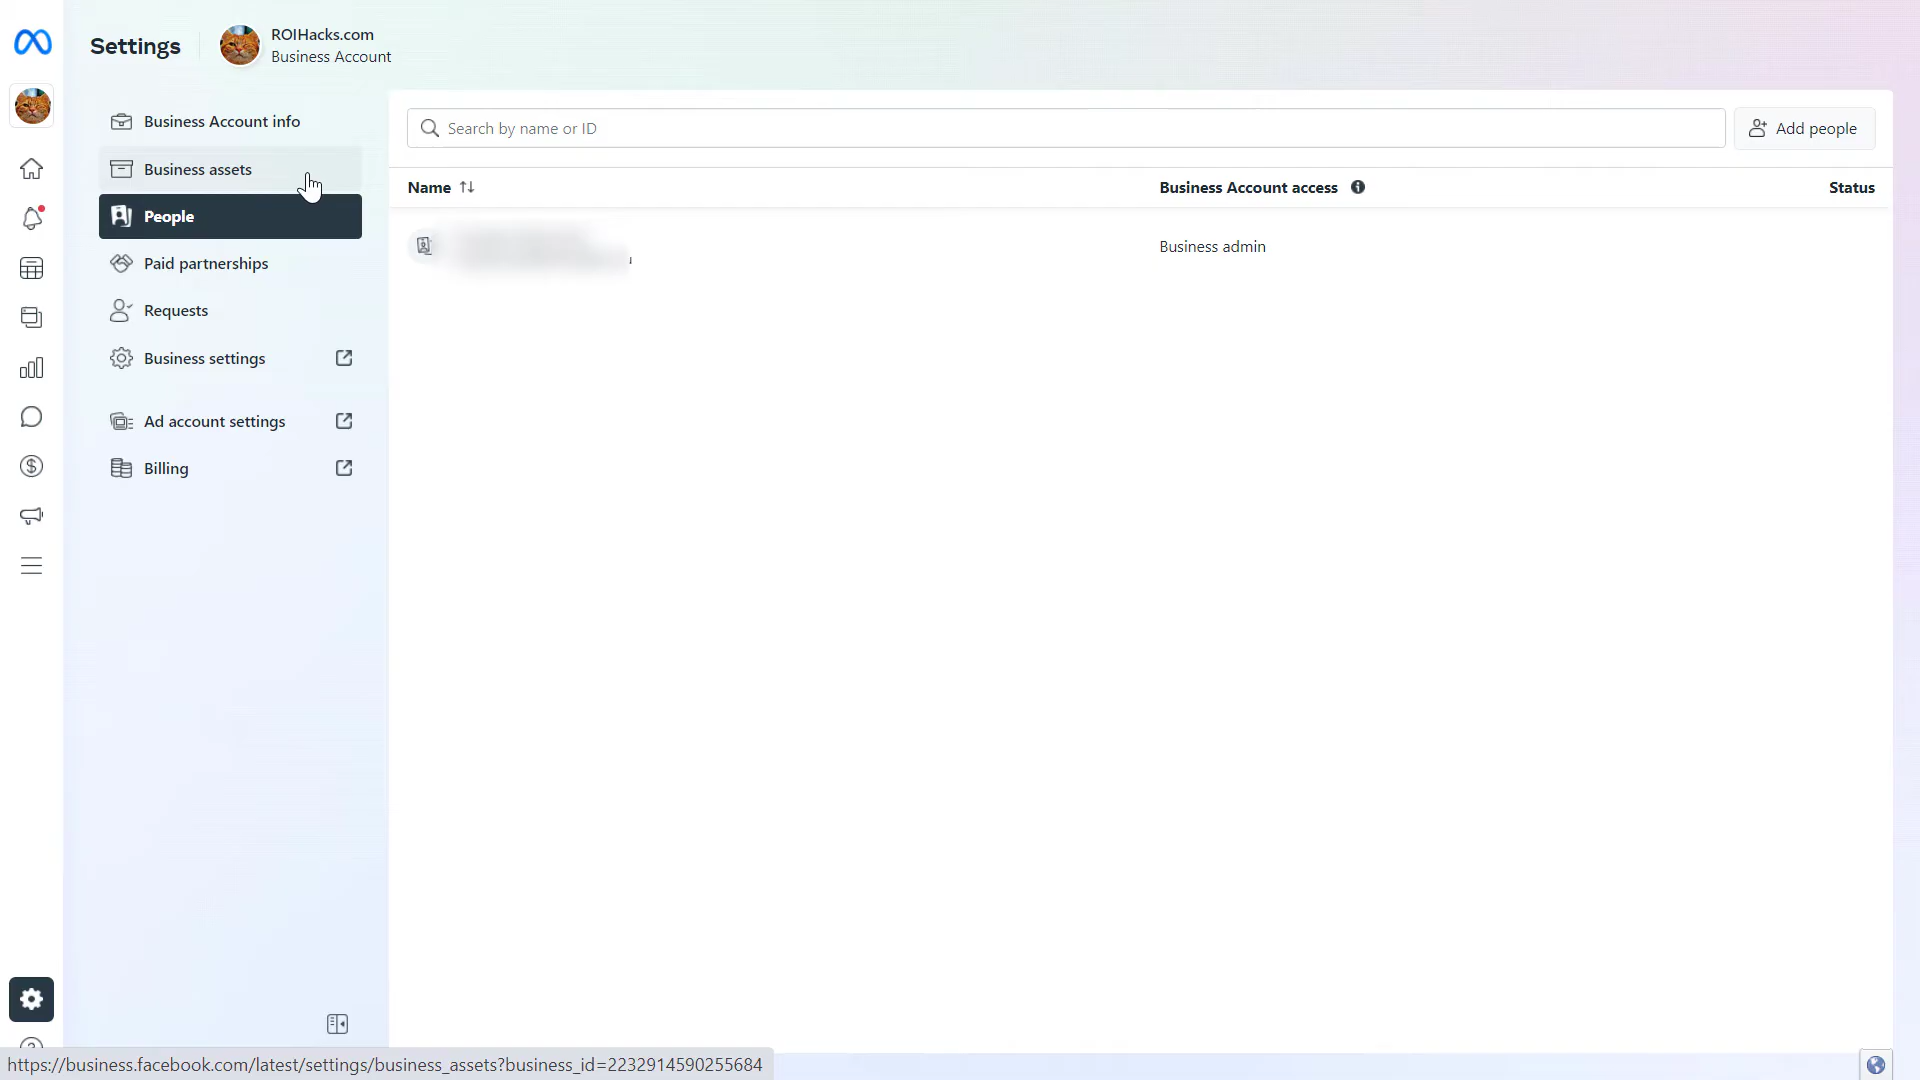 Settings
ROIHacks.com
Business Account
Business Account info
Business assets
People
Paid partnerships
Requests
Business settings
Ad account settings
Billing
Search by name or ID
Add people
Name
Business Account access
Status
Business admin
https://business.facebook.com/latest/settings/business_assets?business_id=2232914590255684